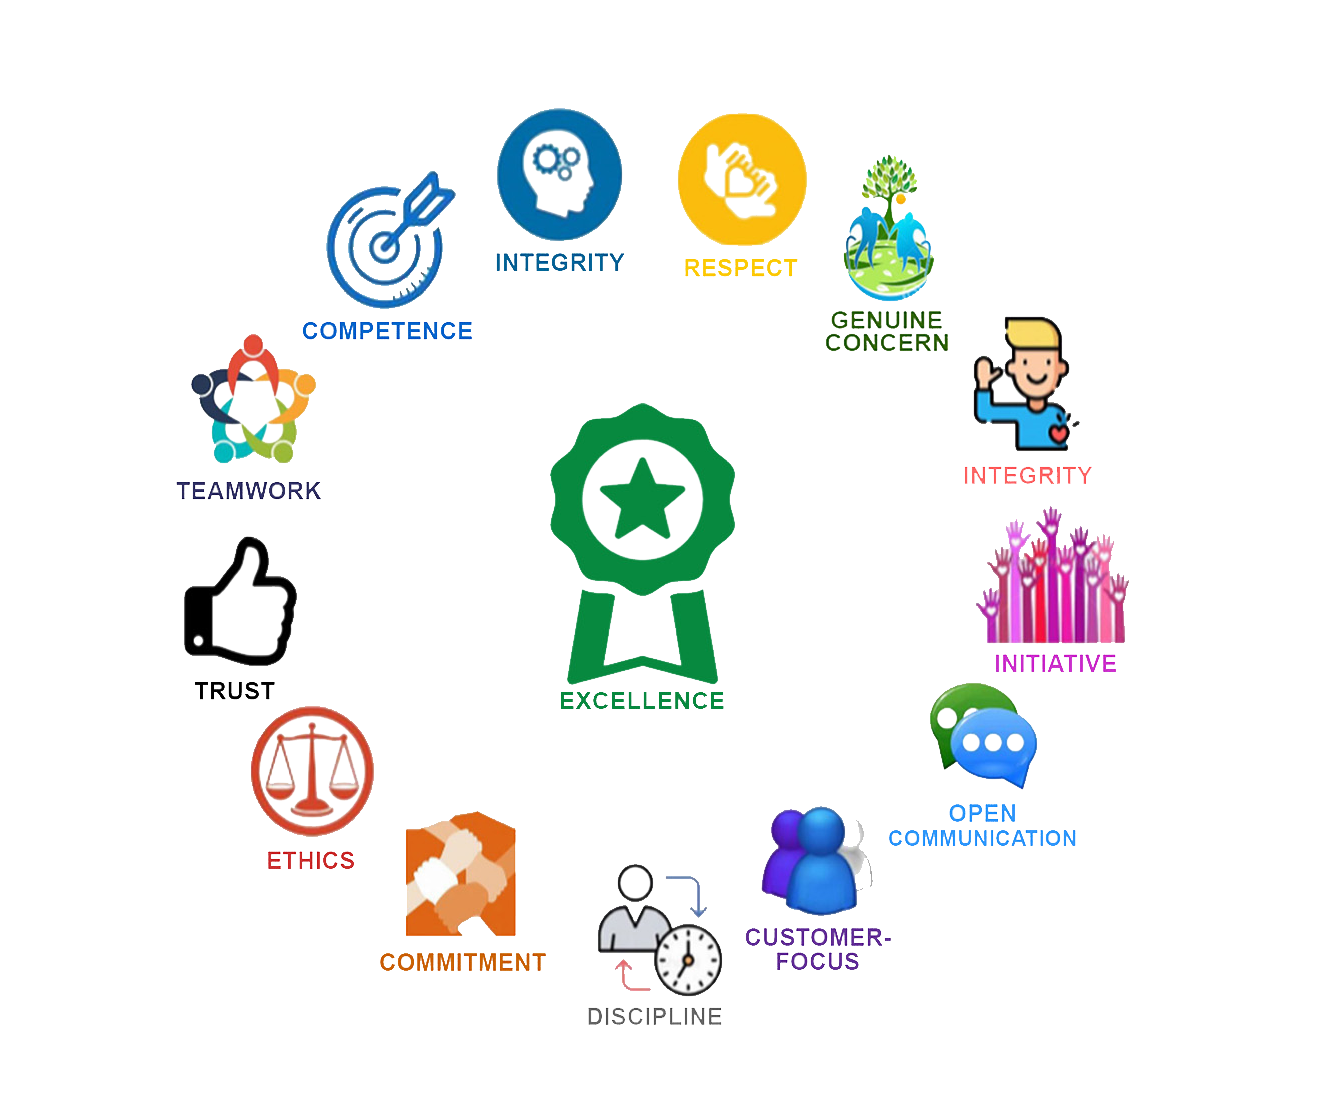 INTEGRITY
RESPECT
COMPETENCE
GENUINE
CONCERN
INTEGRITY
TEAMWORK
INITIATIVE
TRUST
EXCELLENCE
OPEN
COMMUNICATION
ETHICS
CUSTOMER-
FOCUS
COMMITMENT
DISCIPLINE